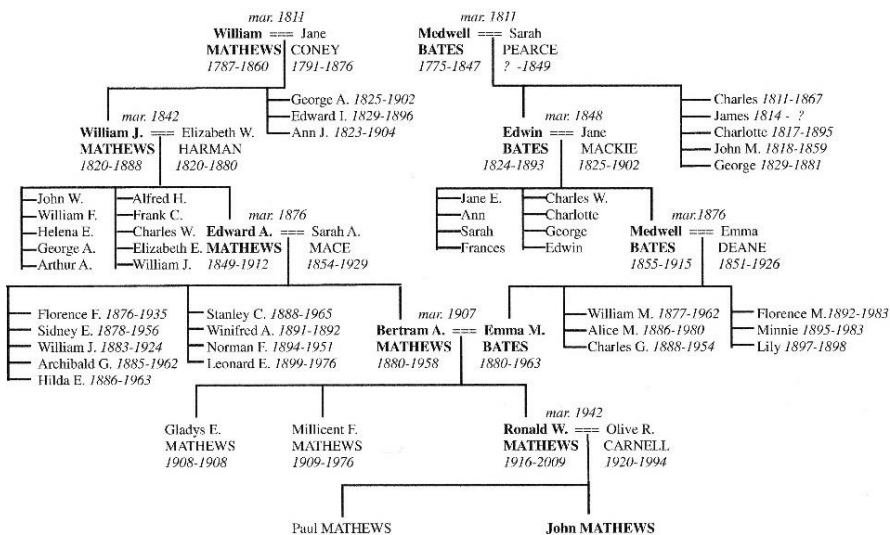 mar. 1811 mar. 1811
William === Jane Medwell === Sarah
MATHEWS CONEY BATES PEARCE
1787-1860 1791-1876 1775-1847 ? -1849
George A. 1825-1902 Charles 1811-1867
mar. 1842 Edward I. 1829-1896 mar. 1848 James 1814 - ?
William J. === Elizabeth W. Ann J. 1823-1904 Edwin === Jane Charlotte 1817-1895
MATHEWS HARMAN BATES MACKIE John M. 1818-1859
1820-1888 1820-1880 1824-1893 1825-1902 George 1829-1881
John W. Alfred H. Jane E. Charles W.
William F. Frank C. mar. 1876 Ann Charlotte mar.1876
Helena E. Charles W. Edward A. === Sarah A. Sarah George Medwell === Emma
George A. Elizabeth E. MATHEWS MACE Frances Edwin BATES DEANE
Arthur A. William J. 1849-1912 1854-1929 1855-1915 1851-1926
Florence F. 1876-1935 Stanley C. 1888-1965 mar. 1907 William M. 1877-1962 Florence M.1892-1983
Sidney E. 1878-1956 Winifred A. 1891-1892 Bertram A. === Emma M. Alice M. 1886-1980 Minnie 1895-1983
William J. 1883-1924 Norman F. 1894-1951 MATHEWS BATES Charles G. 1888-1954 Lily 1897-1898
Archibald G. 1885-1962 Leonard E. 1899-1976 1880-1958 1880-1963
Hilda E. 1886-1963
mar. 1942
Gladys E. Millicent F. Ronald W. === Olive R.
MATHEWS MATHEWS MATHEWS CARNELL
1908-1908 1909-1976 1916-2009 1920-1994
Paul MATHEWS John MATHEWS